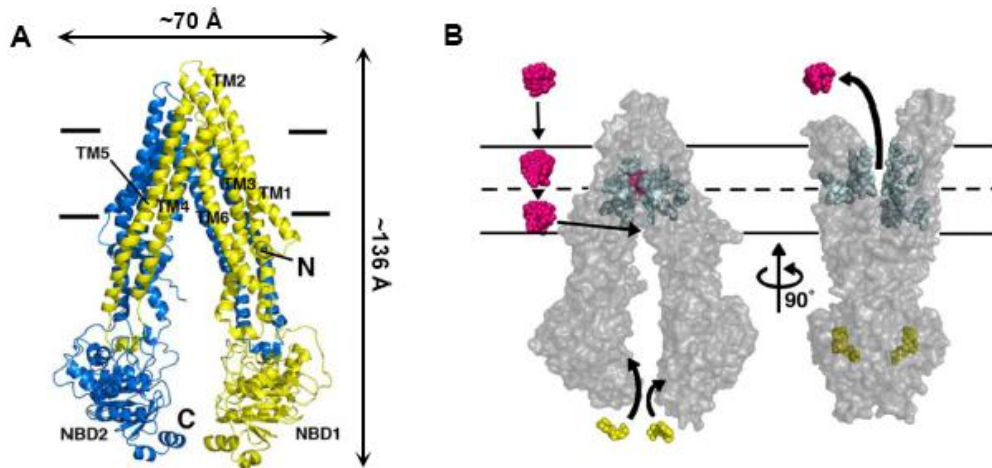 A
~70 Å
B
TM2
TM5
TM3
TM1
TM4
TM6
N
~136 Å
90°
C
NBD2
NBD1